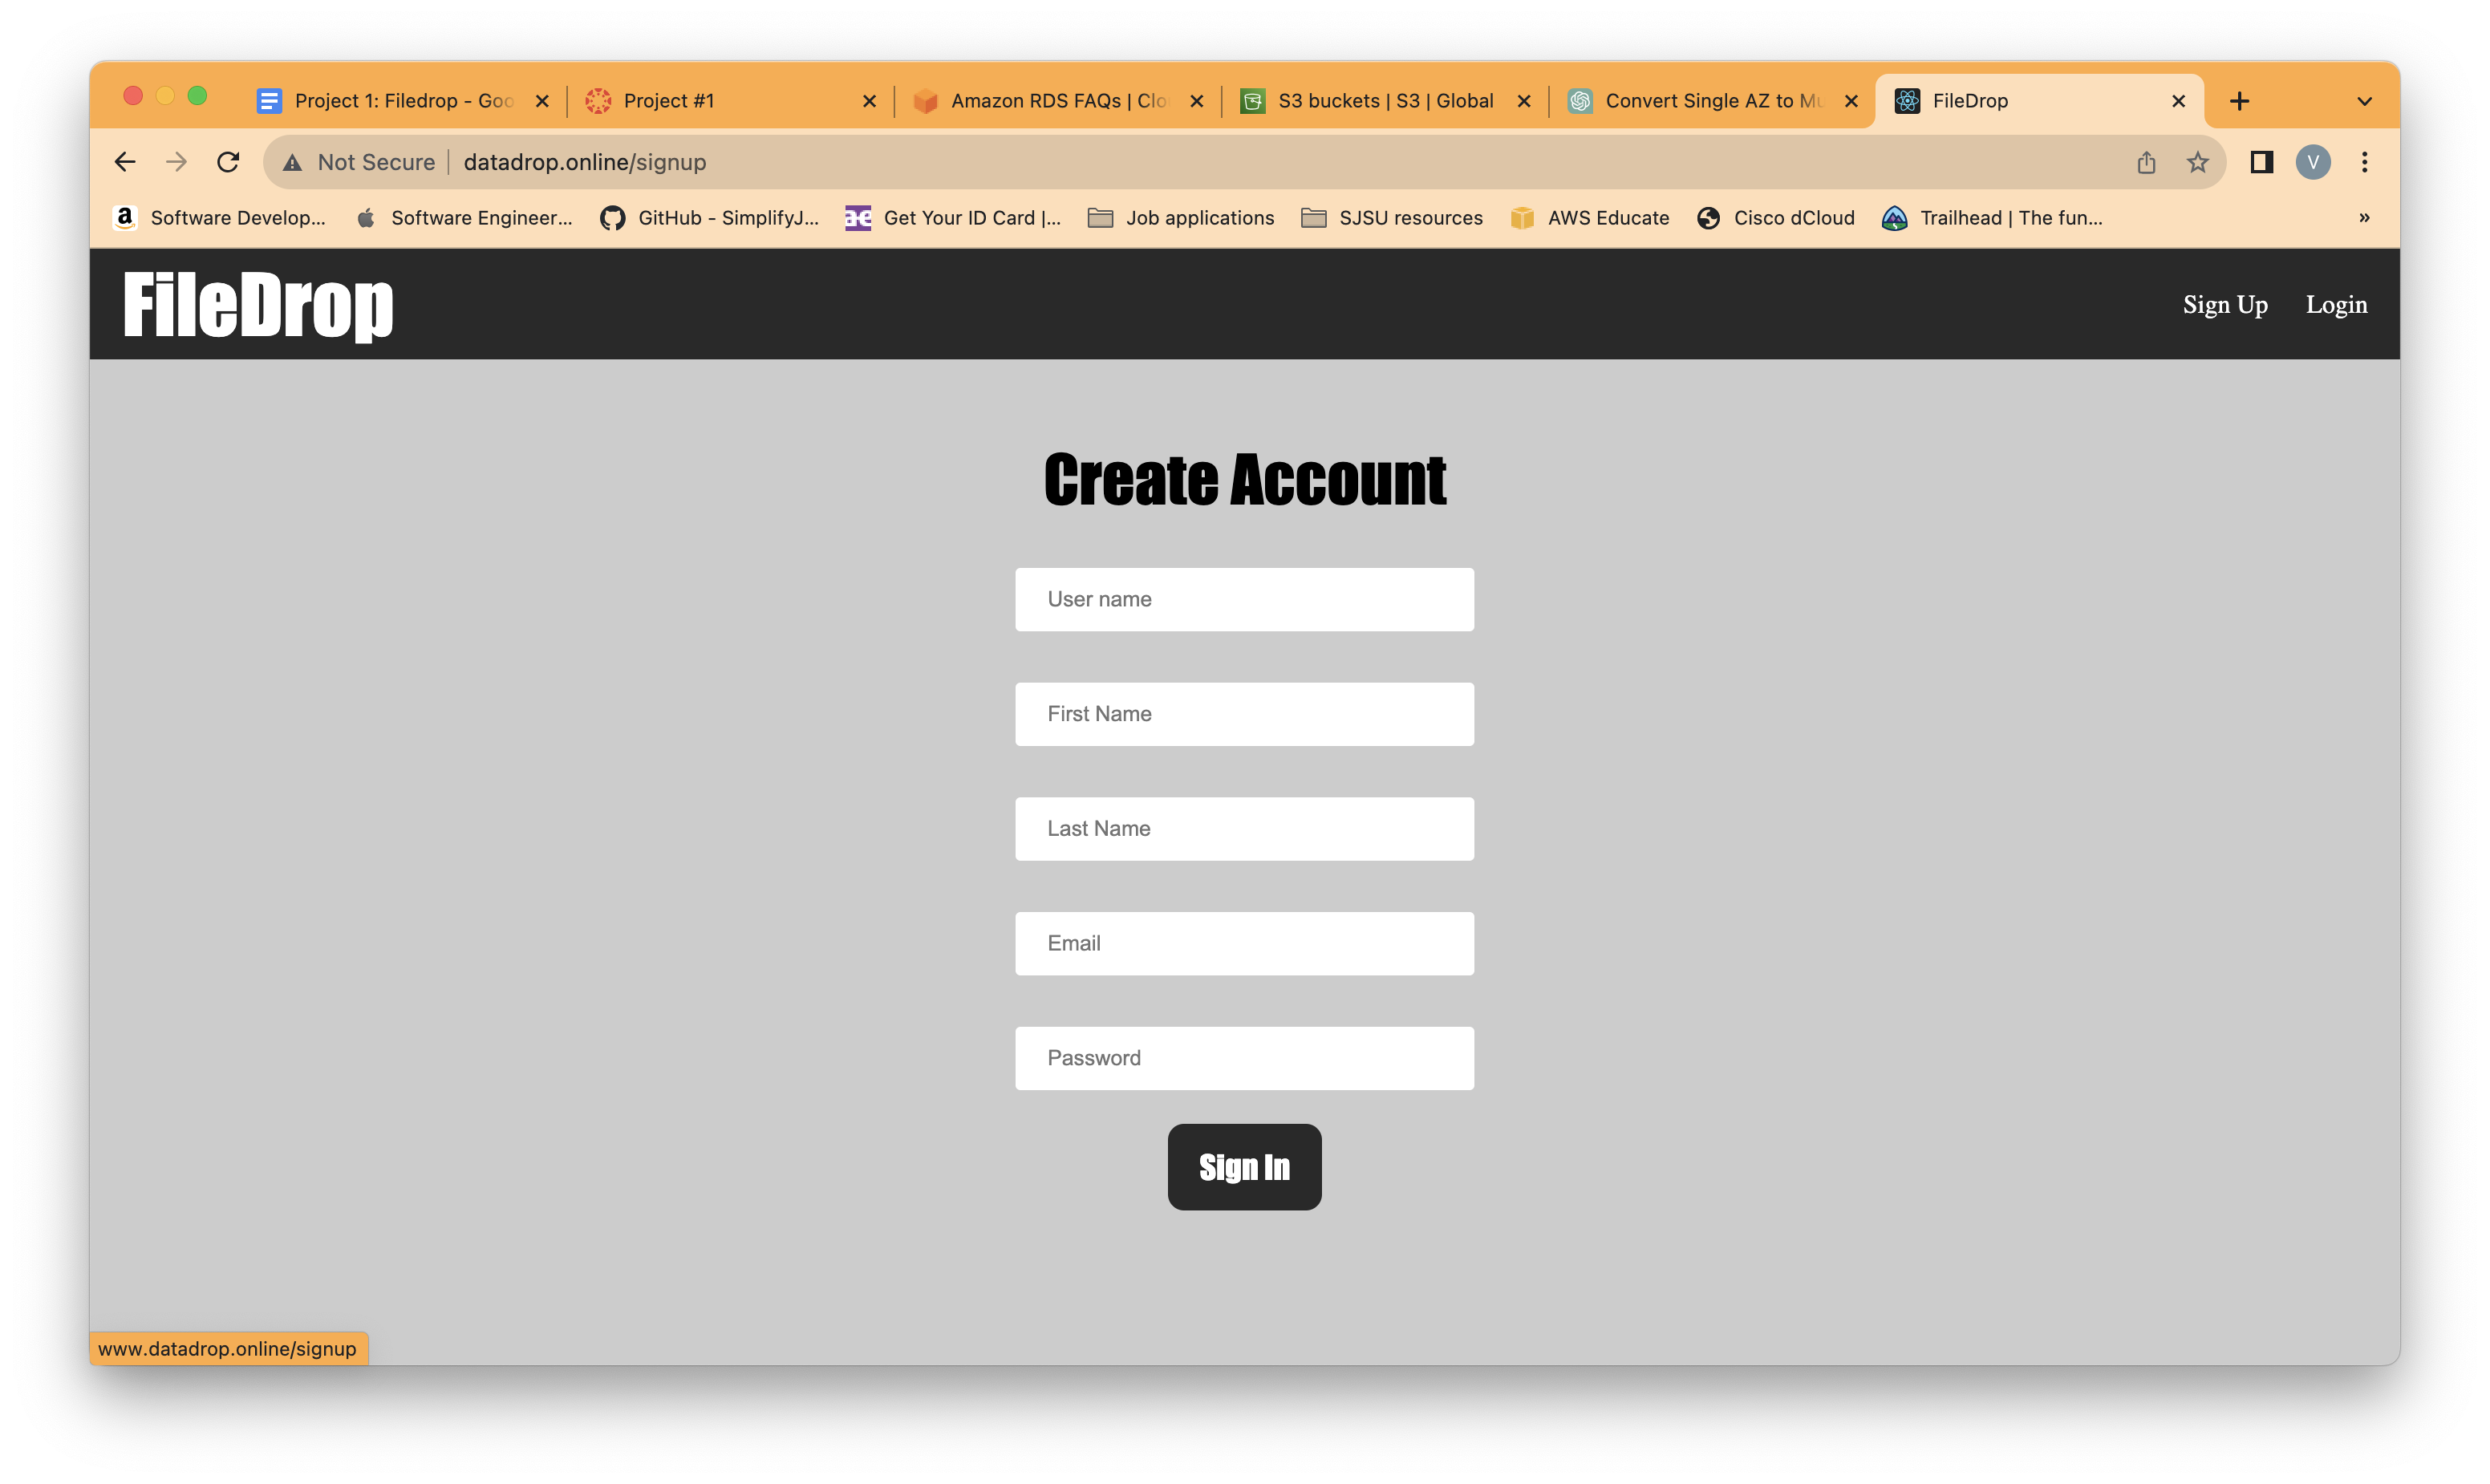 Project 1: Filedrop - Goo
Project #1
Amazon RDS FAQs | Clo
S3 buckets | S3 | Global
Convert Single AZ to Mu
FileDrop
Not Secure
datadrop.online/signup
V
Software Develop...
Software Engineer...
GitHub - SimplifyJ...
Get Your ID Card |...
Job applications
SJSU resources
AWS Educate
Cisco dCloud
Trailhead | The fun...
»
FileDrop
Sign Up
Login
Create Account
User name
First Name
Last Name
Email
Password
Sign In
www.datadrop.online/signup